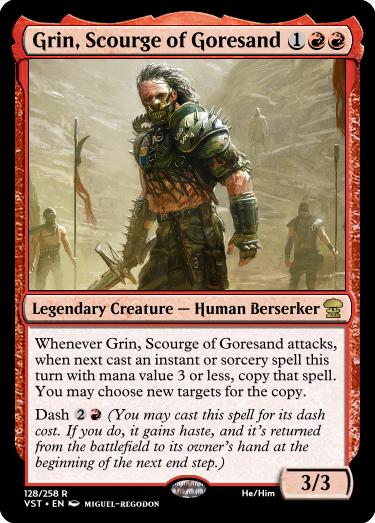 Grin, Scourge of Goresand 1
Legendary Creature — Human Berserker
Whenever Grin, Scourge of Goresand attacks,
when next cast an instant or sorcery spell this
turn with mana value 3 or less, copy that spell.
You may choose new targets for the copy.
Dash 2 (You may cast this spell for its dash
cost. If you do, it gains haste, and it's returned
from the battlefield to its owner's hand at the
beginning of the next end step.)
3/3
128/258 R
He/Him
VST • EN MIGUEL-REGODON